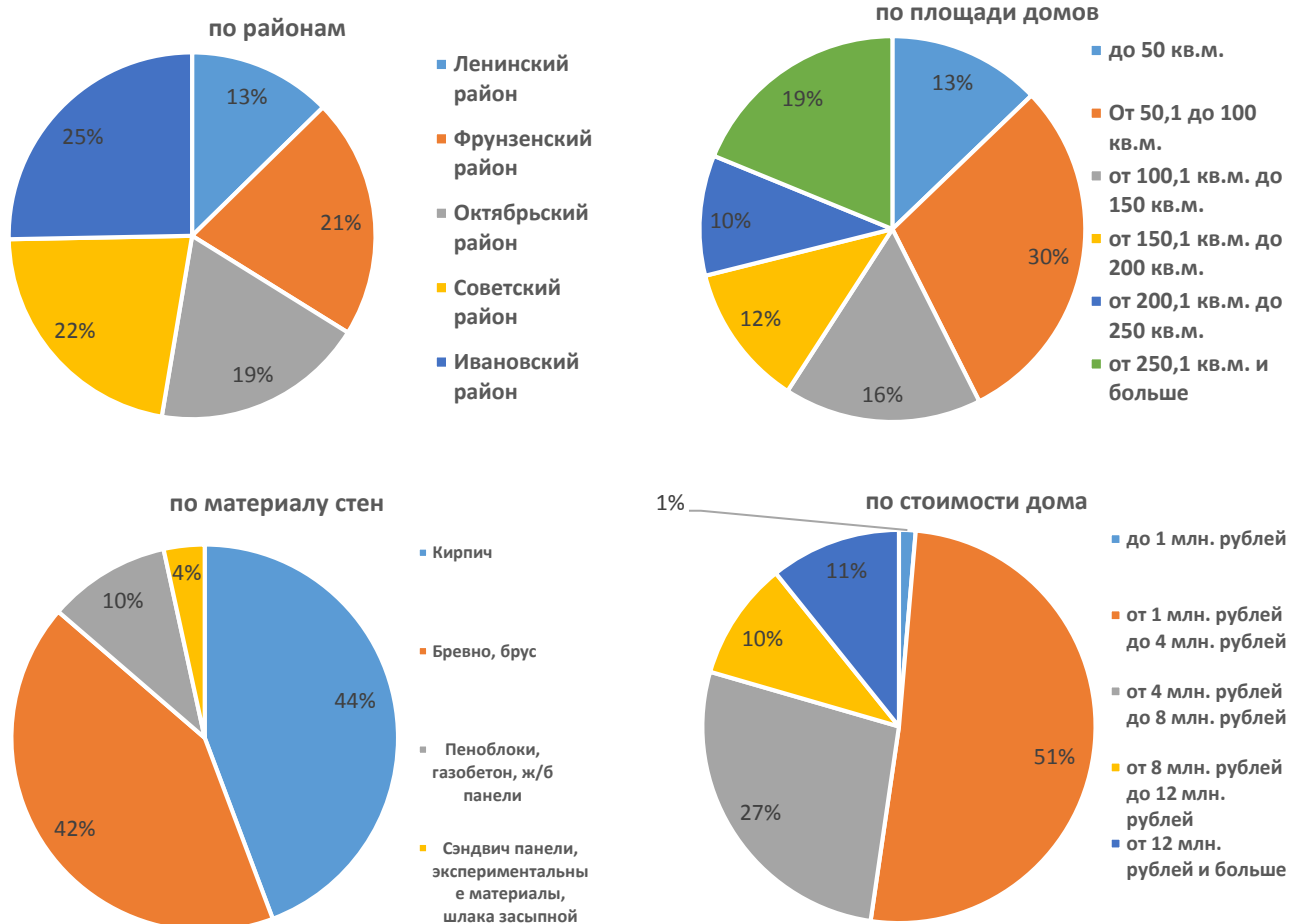 по районам
13%
21%
19%
22%
25%
Ленинский
район
Фрунзенский
район
Октябрьский
район
Советский
район
Ивановский
район
по площади домов
13%
30%
16%
12%
10%
19%
до 50 кв.м.
От 50,1 до 100
кв.м.
от 100,1 кв.м. до
150 кв.м.
от 150,1 кв.м. до
200 кв.м.
от 200,1 кв.м. до
250 кв.м.
от 250,1 кв.м. и
больше
по материалу стен
44%
42%
10%
4%
Кирпич
Бревно, брус
Пеноблоки,
газобетон, ж/б
панели
Сэндвич панели,
экспериментальны
е материалы,
шлака засыпной
по стоимости дома
1%
51%
27%
10%
11%
до 1 млн. рублей
от 1 млн. рублей
до 4 млн. рублей
от 4 млн. рублей
до 8 млн. рублей
от 8 млн. рублей
до 12 млн.
рублей
от 12 млн.
рублей и больше